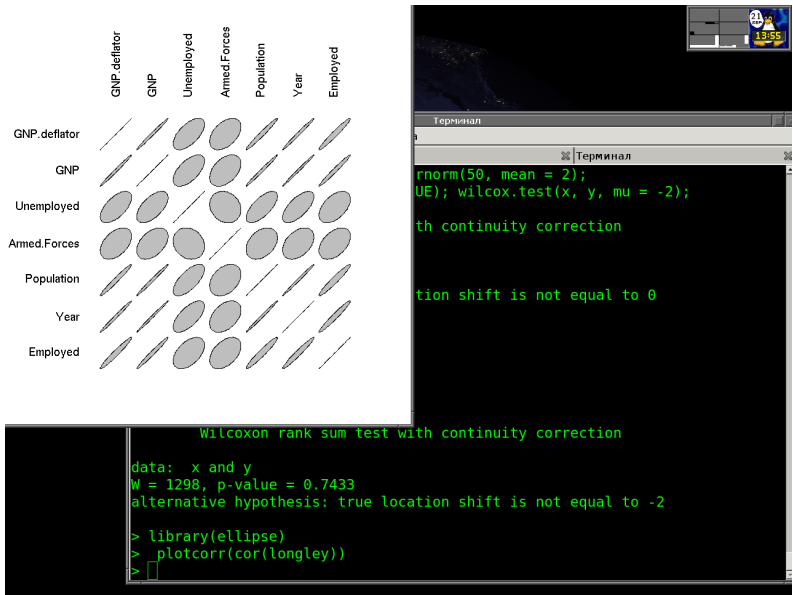 GNP.deflator
GNP
Unemployed
Armed.Forces
Population
Year
Employed
GNP.deflator
GNP
Unemployed
Armed.Forces
Population
Year
Employed
21
13:55
Терминал
а
Терминал
rnorm(50, mean = 2);
UE); wilcox.test(x, y, mu = -2);
th continuity correction
tion shift is not equal to 0
Wilcoxon rank sum test with continuity correction
data:  x and y
W = 1298, p-value = 0.7433
alternative hypothesis: true location shift is not equal to -2
> library(ellipse)
>  plotcorr(cor(longley))
>